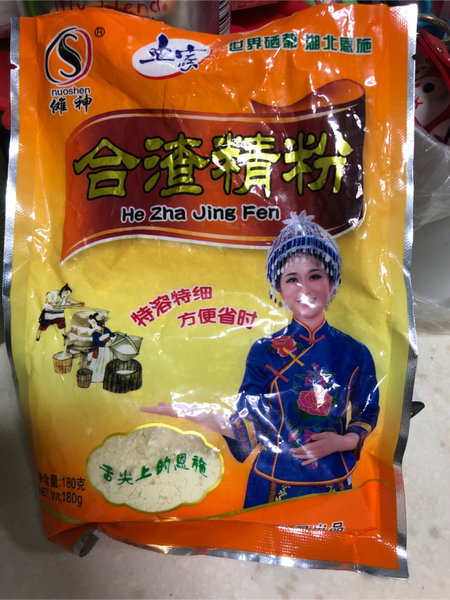 ®
nuoshen
傩神
世界硒都·湖北恩施
合渣精粉
He Zha Jing Fen
特溶特细
方便省时
舌尖上的恩施
净含量:180克
NET Wt:180g
品